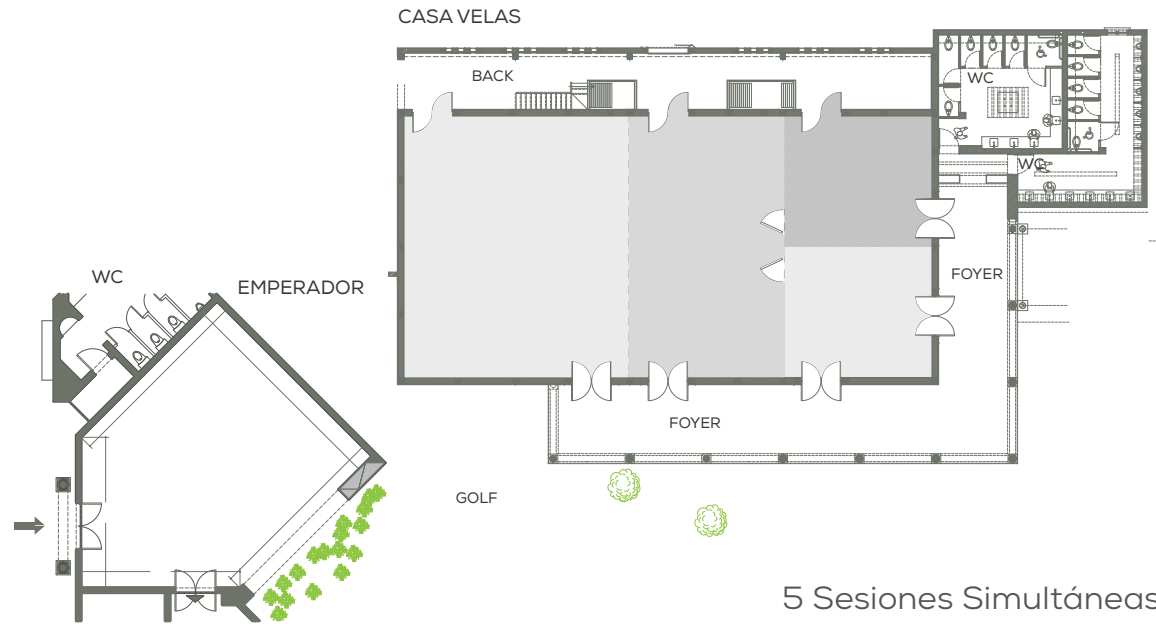 CASA VELAS
BACK
WC
WC
FOYER
WC
EMPERADOR
FOYER
GOLF
5 Sesiones Simultáneas